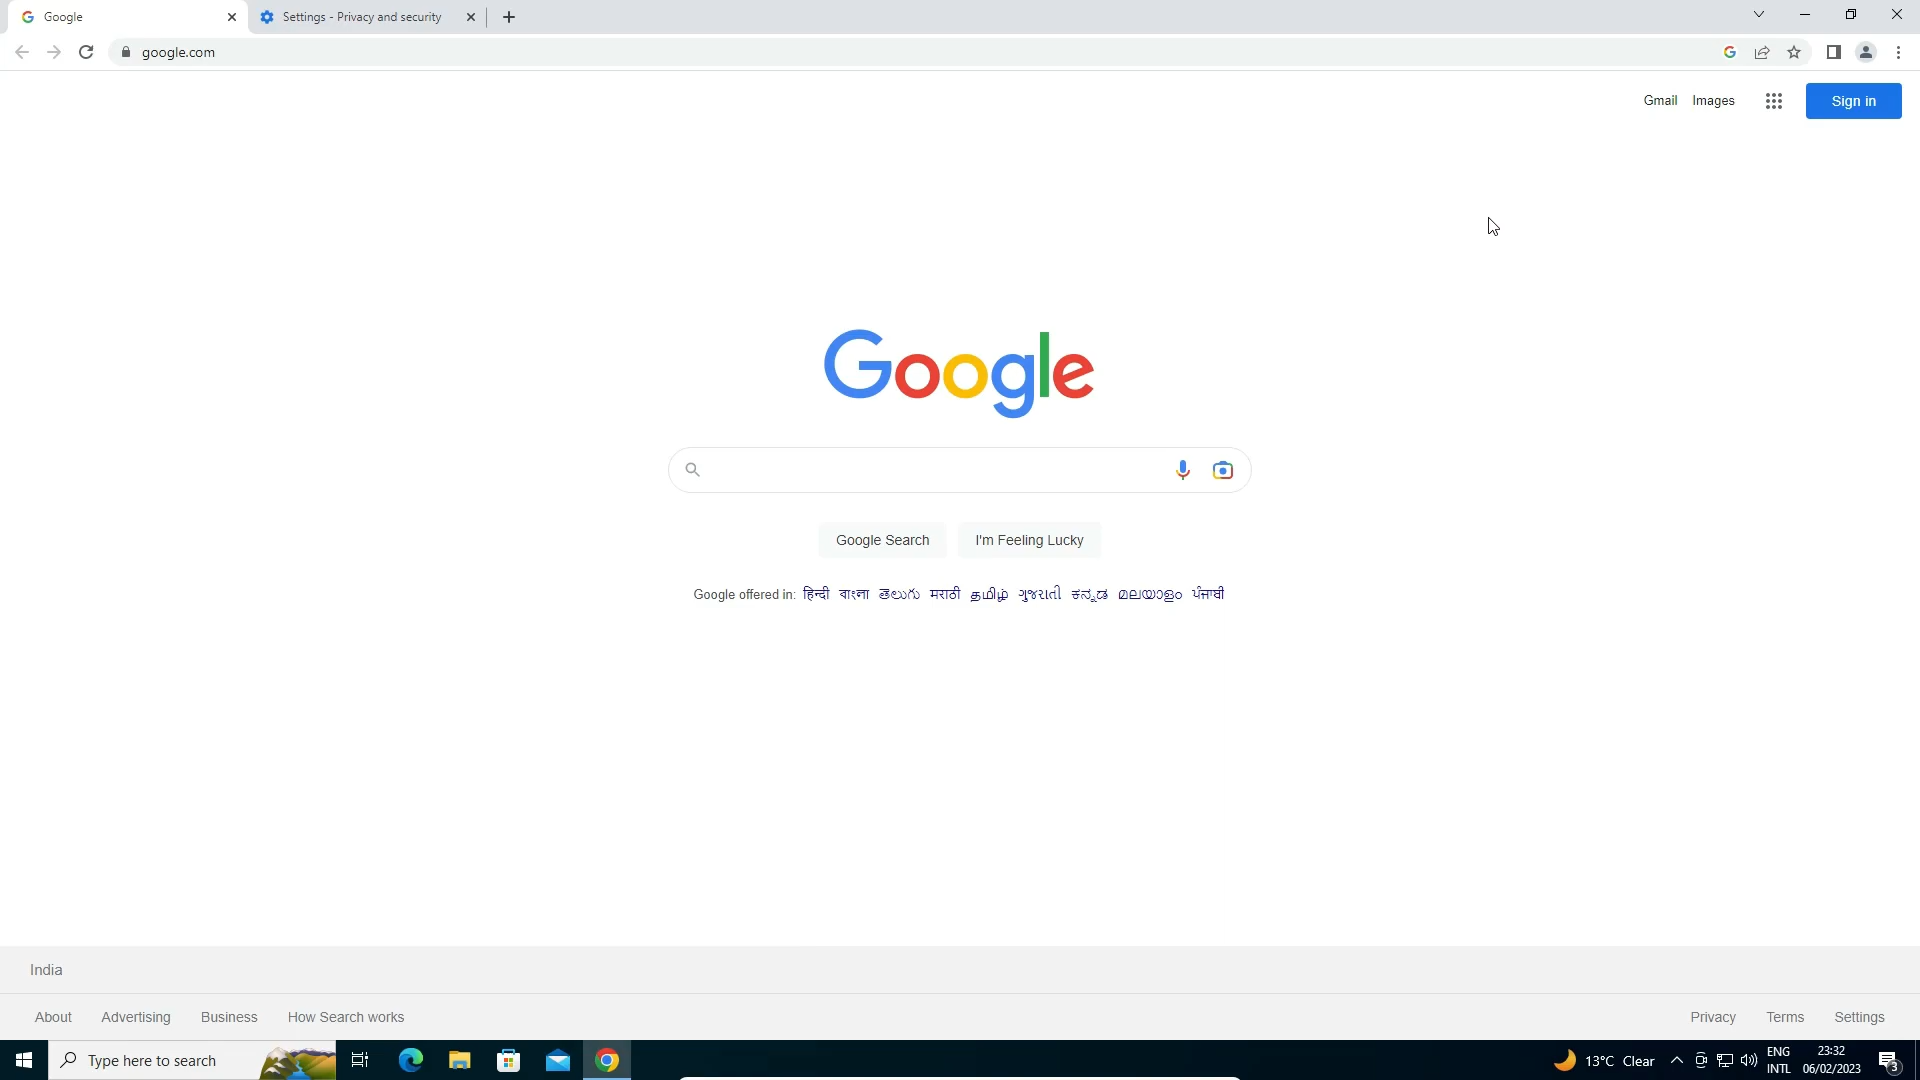 Google
Settings - Privacy and security
google.com
Gmail Images Sign in
Google
Google Search I'm Feeling Lucky
Google offered in: हिन्दी বাংলা తెలుగు मराठी தமிழ் ગુજરાતી ಕನ್ನಡ മലയാളം ਪੰਜਾਬੀ
India
About Advertising Business How Search works Privacy Terms Settings
Type here to search 13°C Clear ENG 23:32
INTL 06/02/2023 3